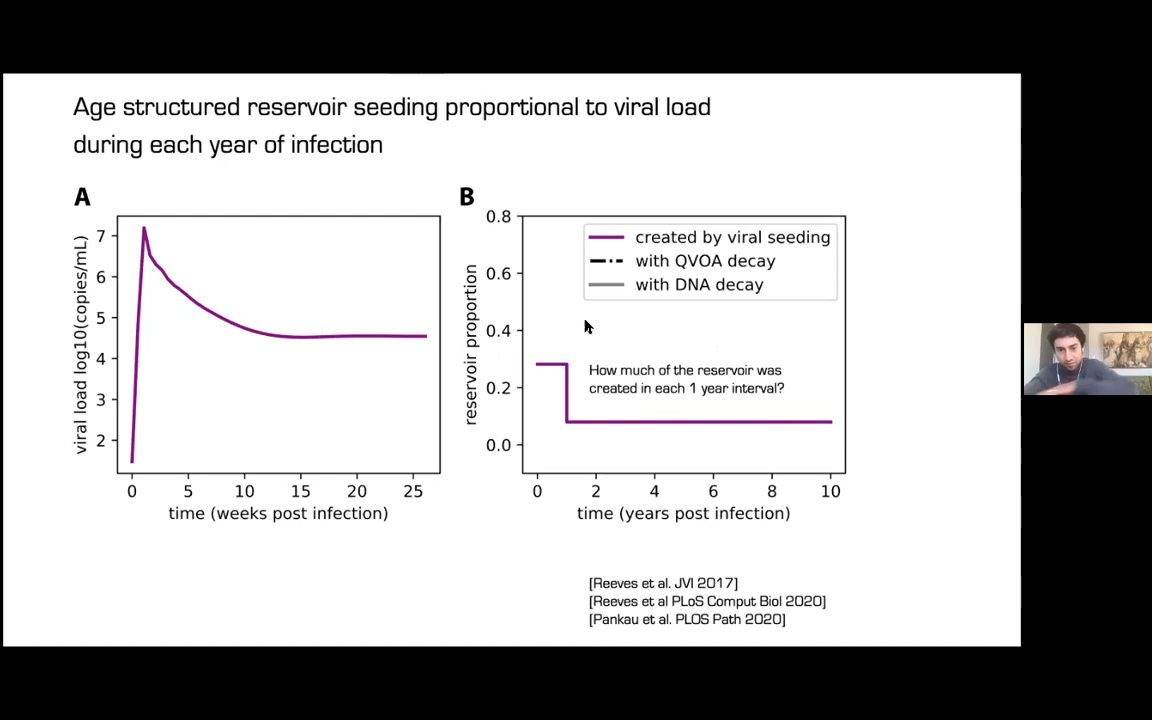 Age structured reservoir seeding proportional to viral load
during each year of infection
A
B
7
6
5
4
3
2
viral load log10(copies/mL)
0 5 10 15 20 25
time (weeks post infection)
0.8
0.6
0.4
0.2
0.0
reservoir proportion
created by viral seeding
with QVOA decay
with DNA decay
How much of the reservoir was
created in each 1 year interval?
0 2 4 6 8 10
time (years post infection)
[Reeves et al. JVI 2017]
[Reeves et al PLoS Comput Biol 2020]
[Pankau et al. PLOS Path 2020]